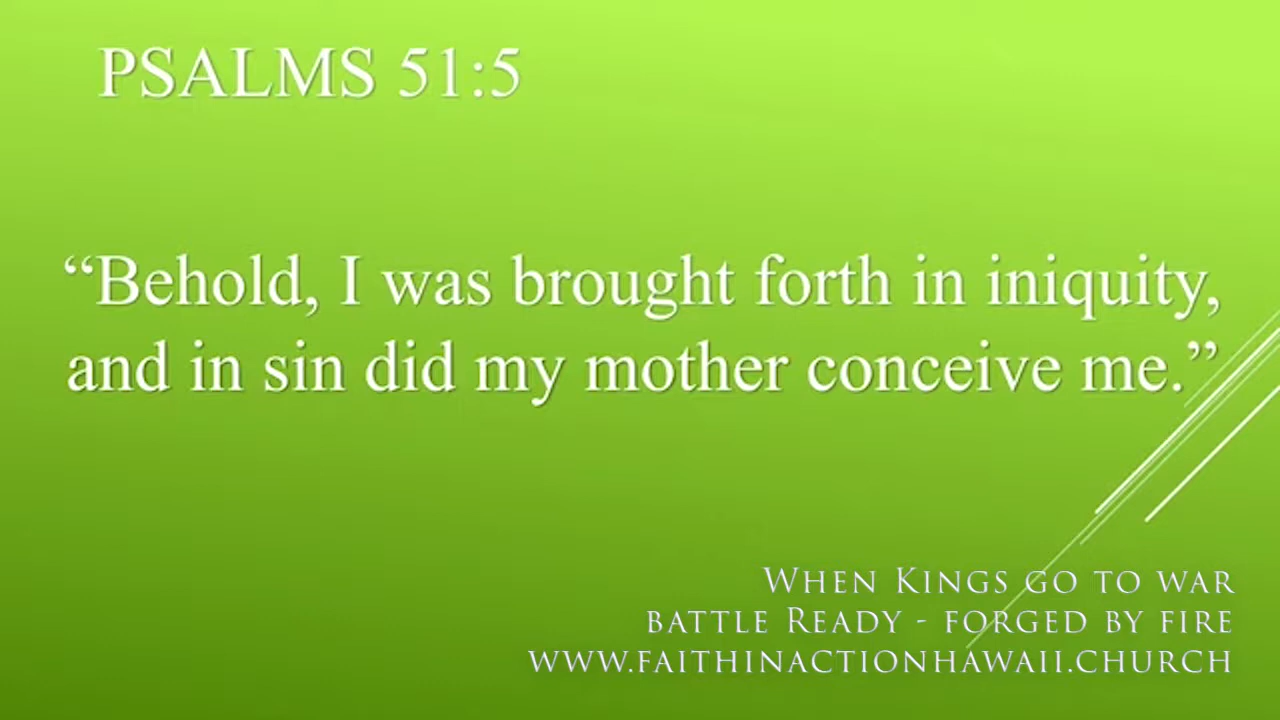 PSALMS 51:5
“Behold, I was brought forth in iniquity,
and in sin did my mother conceive me.”
When Kings go to war
battle Ready - forged by fire
www.faithinactionhawaii.church